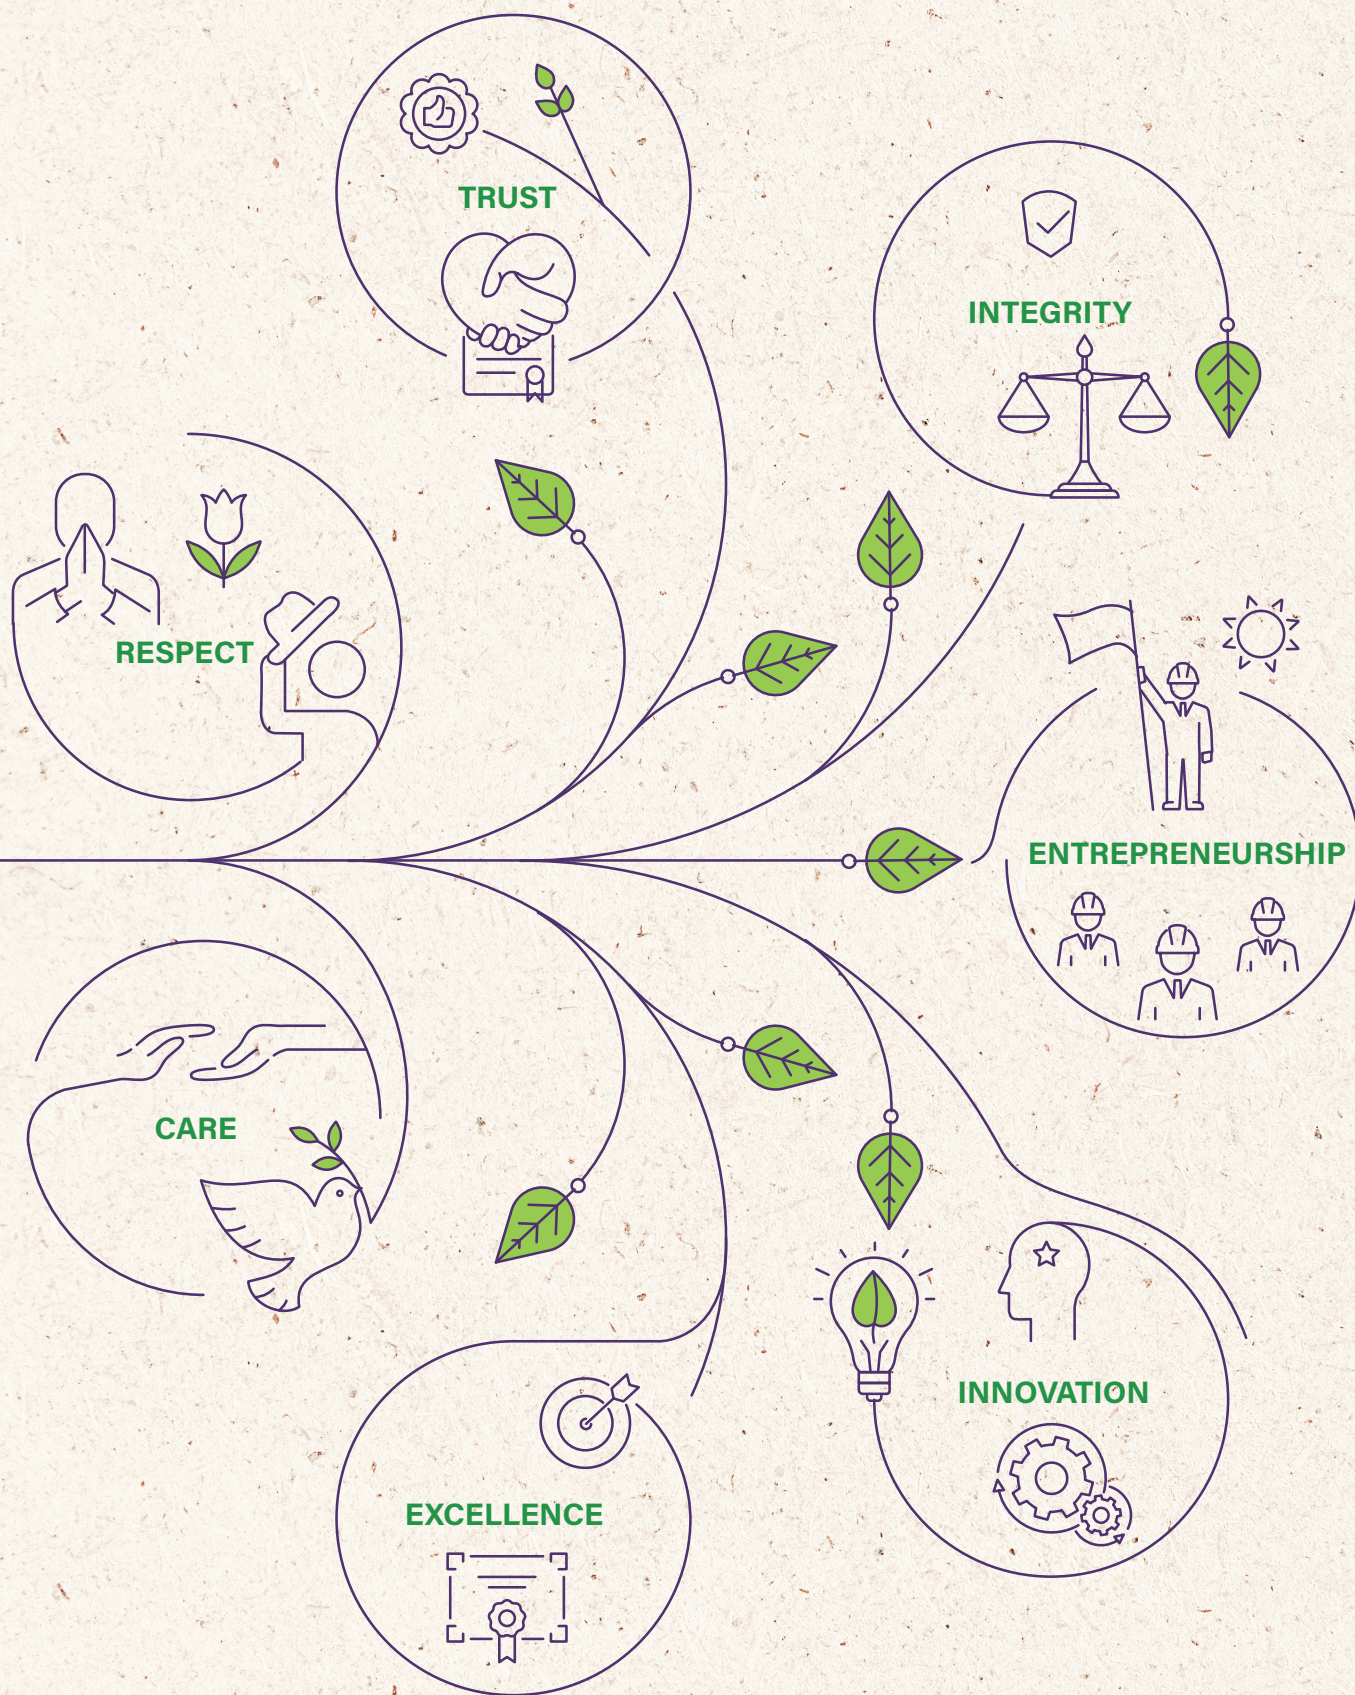 TRUST
INTEGRITY
RESPECT
ENTREPRENEURSHIP
CARE
INNOVATION
EXCELLENCE